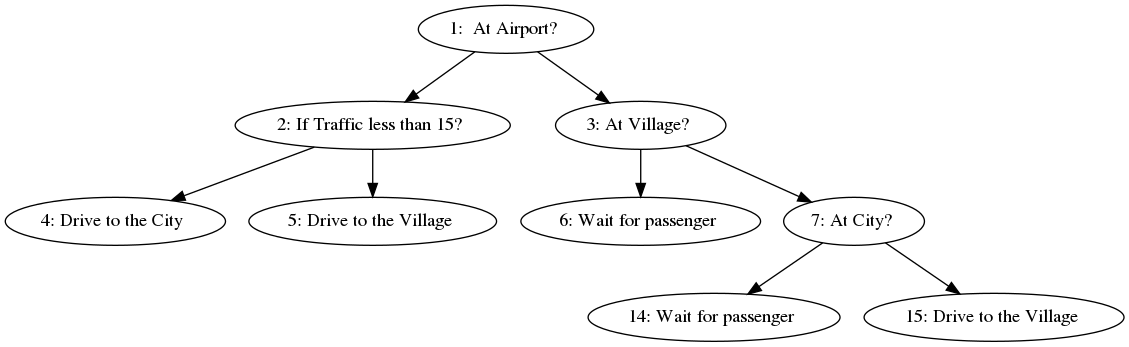 1:  At Airport?
2: If Traffic less than 15?
3: At Village?
4: Drive to the City
5: Drive to the Village
6: Wait for passenger
7: At City?
14: Wait for passenger
15: Drive to the Village